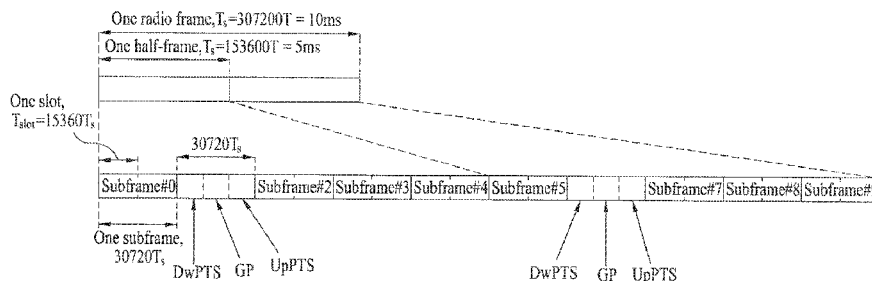 One radio frame,Ts=307200T = 10ms
One half-frame,Ts=153600T = 5ms
One slot,
Tslot=15360Ts
30720Ts
Subframe#0 Subframe#2 Subframe#3 Subframe#4 Subframe#5 Subframe#7 Subframe#8 Subframe#
One subframe,
30720Ts
DwPTS GP UpPTS DwPTS GP UpPTS